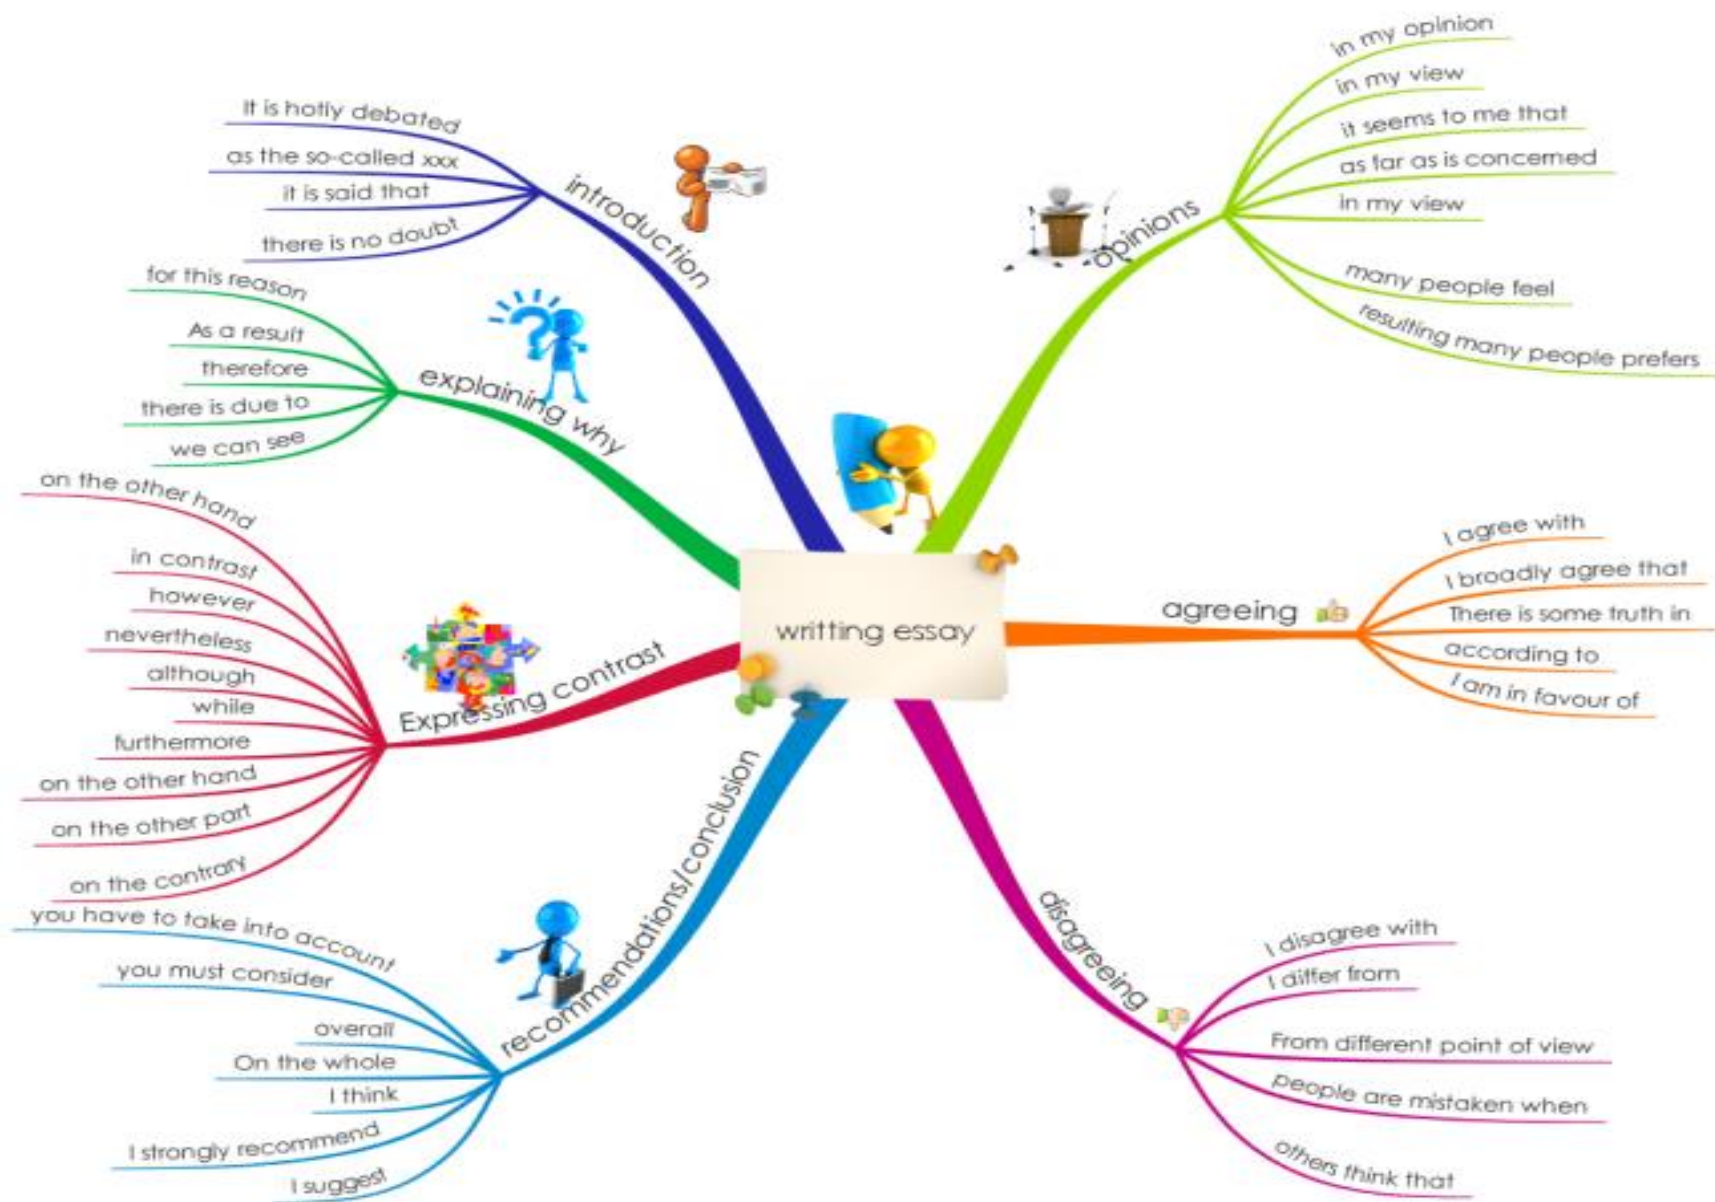 writting essay
introduction
It is hotly debated
as the so-called xxx
it is said that
there is no doubt
explaining why
for this reason
As a result
therefore
there is due to
we can see
Expressing contrast
on the other hand
in contrast
however
nevertheless
although
while
furthermore
on the other hand
on the other part
on the contrary
recommendations/conclusion
you have to take into account
you must consider
overall
On the whole
I think
I strongly recommend
I suggest
opinions
in my opinion
in my view
it seems to me that
as far as is concerned
in my view
many people feel
resulting many people prefers
agreeing
I agree with
I broadly agree that
There is some truth in
according to
I am in favour of
disagreeing
I disagree with
I differ from
From different point of view
people are mistaken when
others think that